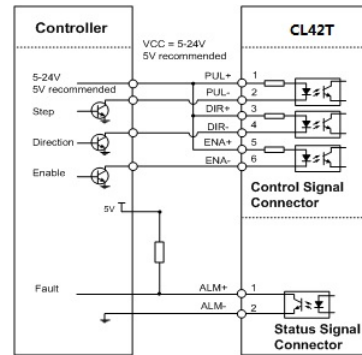 Controller
CL42T
VCC = 5-24V
5V recommended
5-24V
5V recommended
Step
Direction
Enable
PUL+ 1
PUL- 2
DIR+ 3
DIR- 4
ENA+ 5
ENA- 6
Control Signal
Connector
5V
Fault
ALM+ 1
ALM- 2
Status Signal
Connector